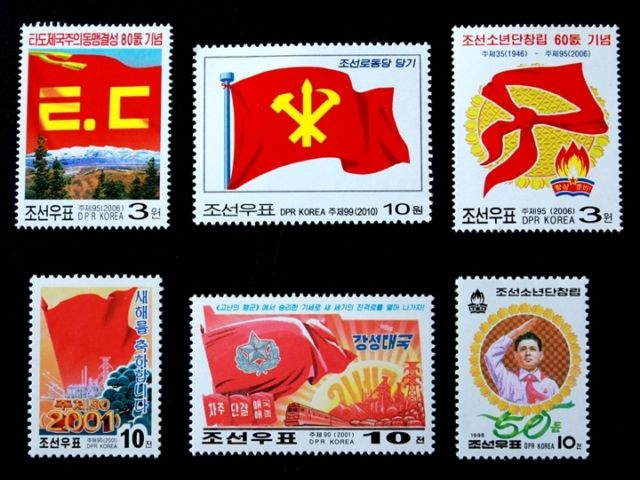 타도제국주의동맹결성 80돐 기념
ㅌ.ㄷ
조선우표 주체95(2006) DPR KOREA 3원
조선로동당 당기
조선우표 DPR KOREA 주체99(2010) 10원
조선소년단창립 60돐 기념
주체35(1946) - 주체95(2006)
항상 준비
조선우표 주체95(2006) DPR KOREA 3원
새해를 축하합니다
주체90
2001
조선우표 주체90(2001) DPR KOREA 10전
《고난의 행군》에서 승리한 기세로 새 세기의 진격로를 열어 나가자!
강성대국
자주 단결 애국 애족
조선우표 주체90(2001) DPR KOREA 10전
조선소년단창립
50돐
1996
조선우표 DPR KOREA 10전